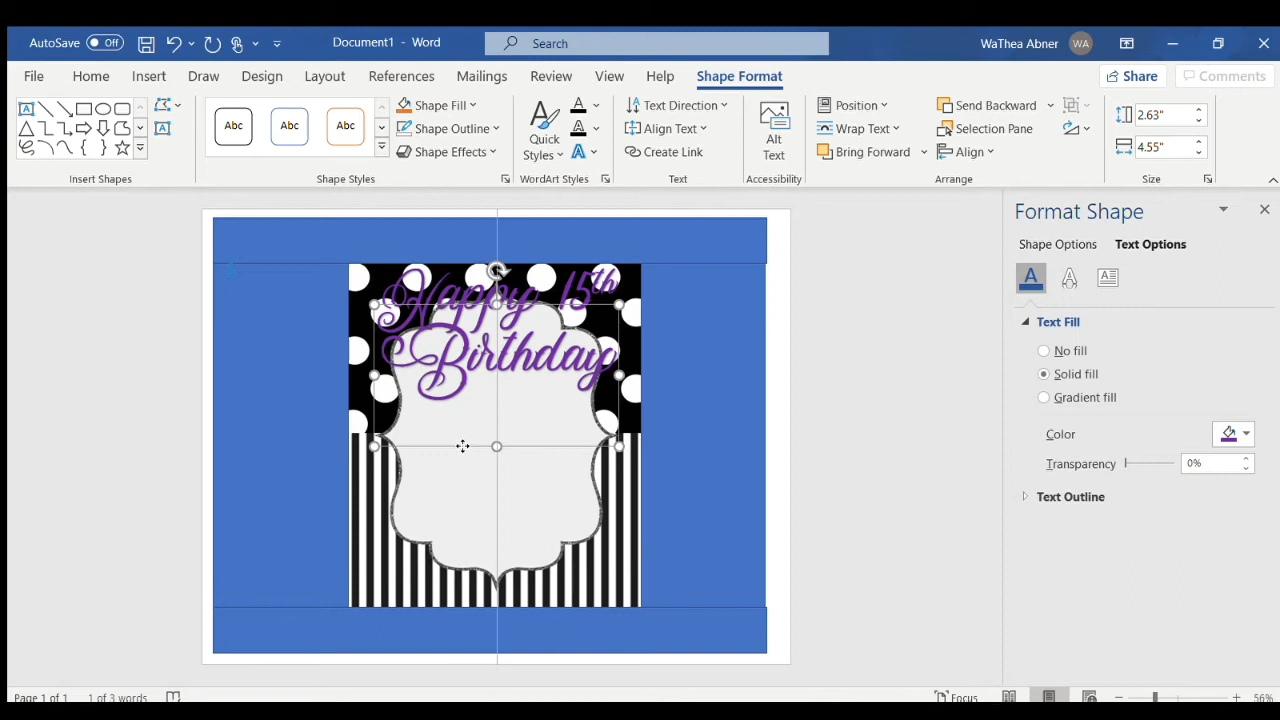 AutoSave Off Document1 - Word Search WaThea Abner WA
File Home Insert Draw Design Layout References Mailings Review View Help Shape Format Share Comments
Abc Abc Abc
Shape Fill
Shape Outline
Shape Effects
Quick Styles
A
A
A
Text Direction
Align Text
Create Link
Alt Text
Position
Wrap Text
Bring Forward
Send Backward
Selection Pane
Align
2.63"
4.55"
Insert Shapes Shape Styles WordArt Styles Text Accessibility Arrange Size
Happy 15th
Birthday
Format Shape
Shape Options Text Options
Text Fill
No fill
Solid fill
Gradient fill
Color
Transparency 0%
Text Outline
Page 1 of 1 1 of 3 words Focus 56%